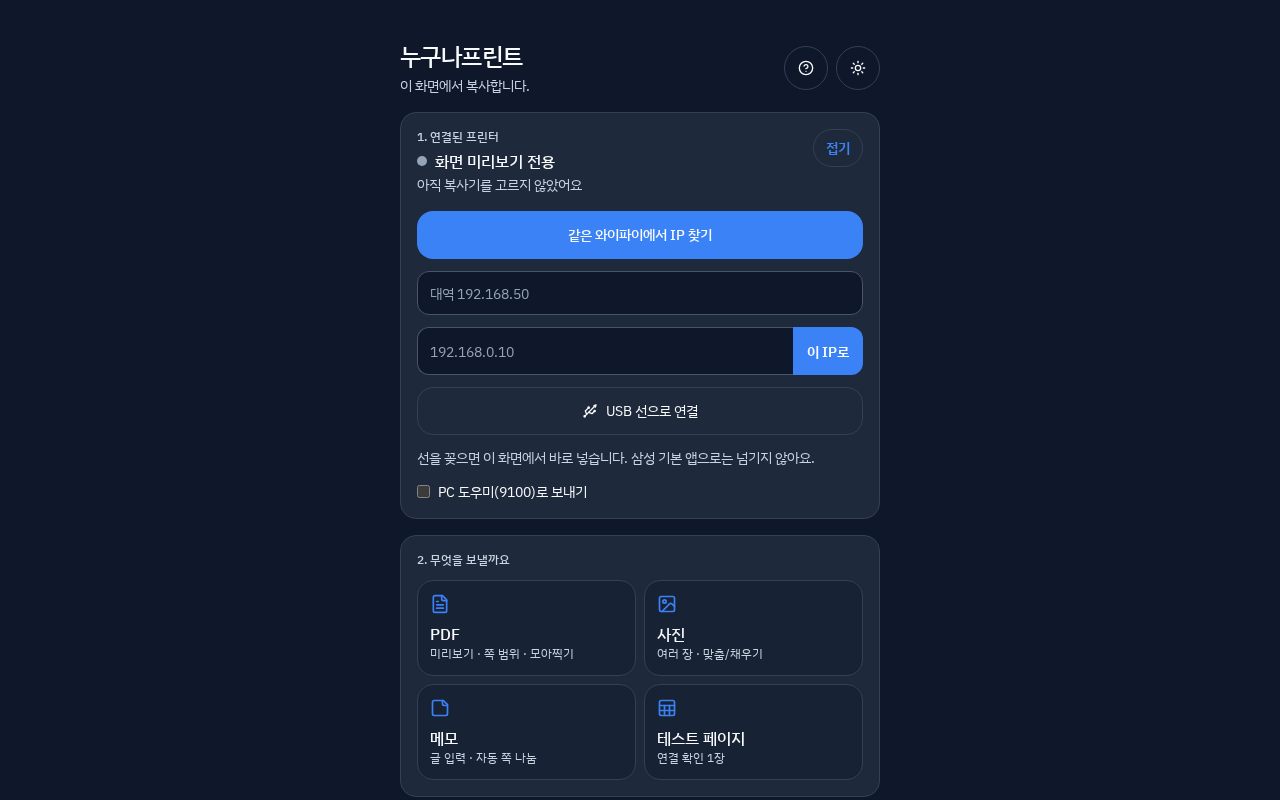 누구나프린트
이 화면에서 복사합니다.
1. 연결된 프린터
화면 미리보기 전용
접기
아직 복사기를 고르지 않았어요
같은 와이파이에서 IP 찾기
대역 192.168.50
192.168.0.10
이 IP로
USB 선으로 연결
선을 꽂으면 이 화면에서 바로 넣습니다. 삼성 기본 앱으로는 넘기지 않아요.
PC 도우미(9100)로 보내기
2. 무엇을 보낼까요
PDF
미리보기 · 쪽 범위 · 모아찍기
사진
여러 장 · 맞춤/채우기
메모
글 입력 · 자동 쪽 나눔
테스트 페이지
연결 확인 1장